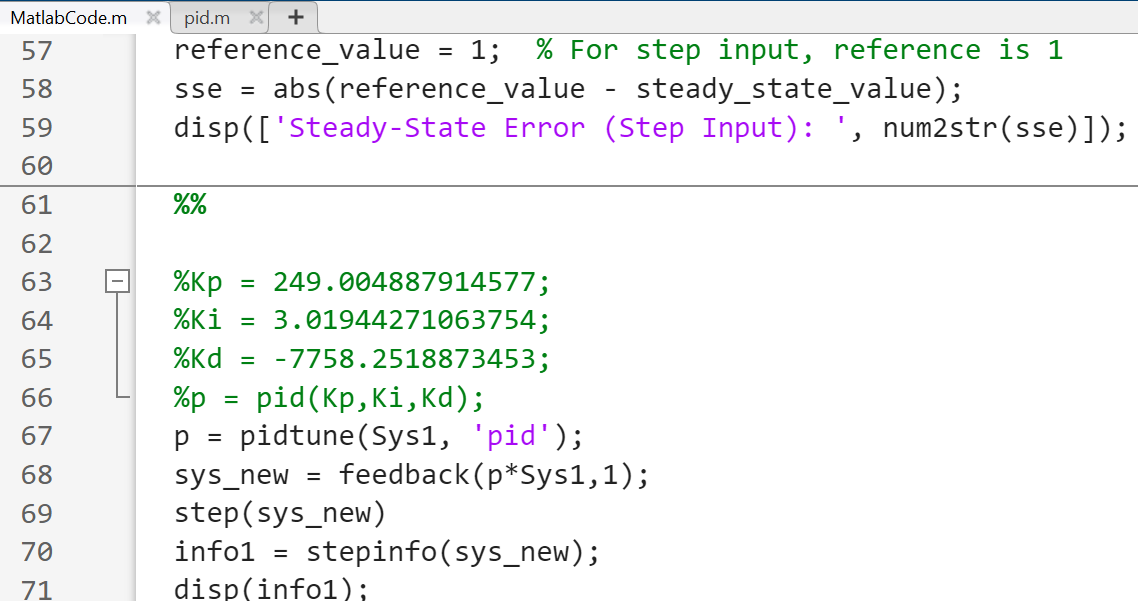 MatlabCode.m × pid.m × +
57 reference_value = 1;  % For step input, reference is 1
58 sse = abs(reference_value - steady_state_value);
59 disp(['Steady-State Error (Step Input): ', num2str(sse)]);
60
61 %%
62
63 %Kp = 249.004887914577;
64 %Ki = 3.01944271063754;
65 %Kd = -7758.2518873453;
66 %p = pid(Kp,Ki,Kd);
67 p = pidtune(Sys1, 'pid');
68 sys_new = feedback(p*Sys1,1);
69 step(sys_new)
70 info1 = stepinfo(sys_new);
71 disp(info1);